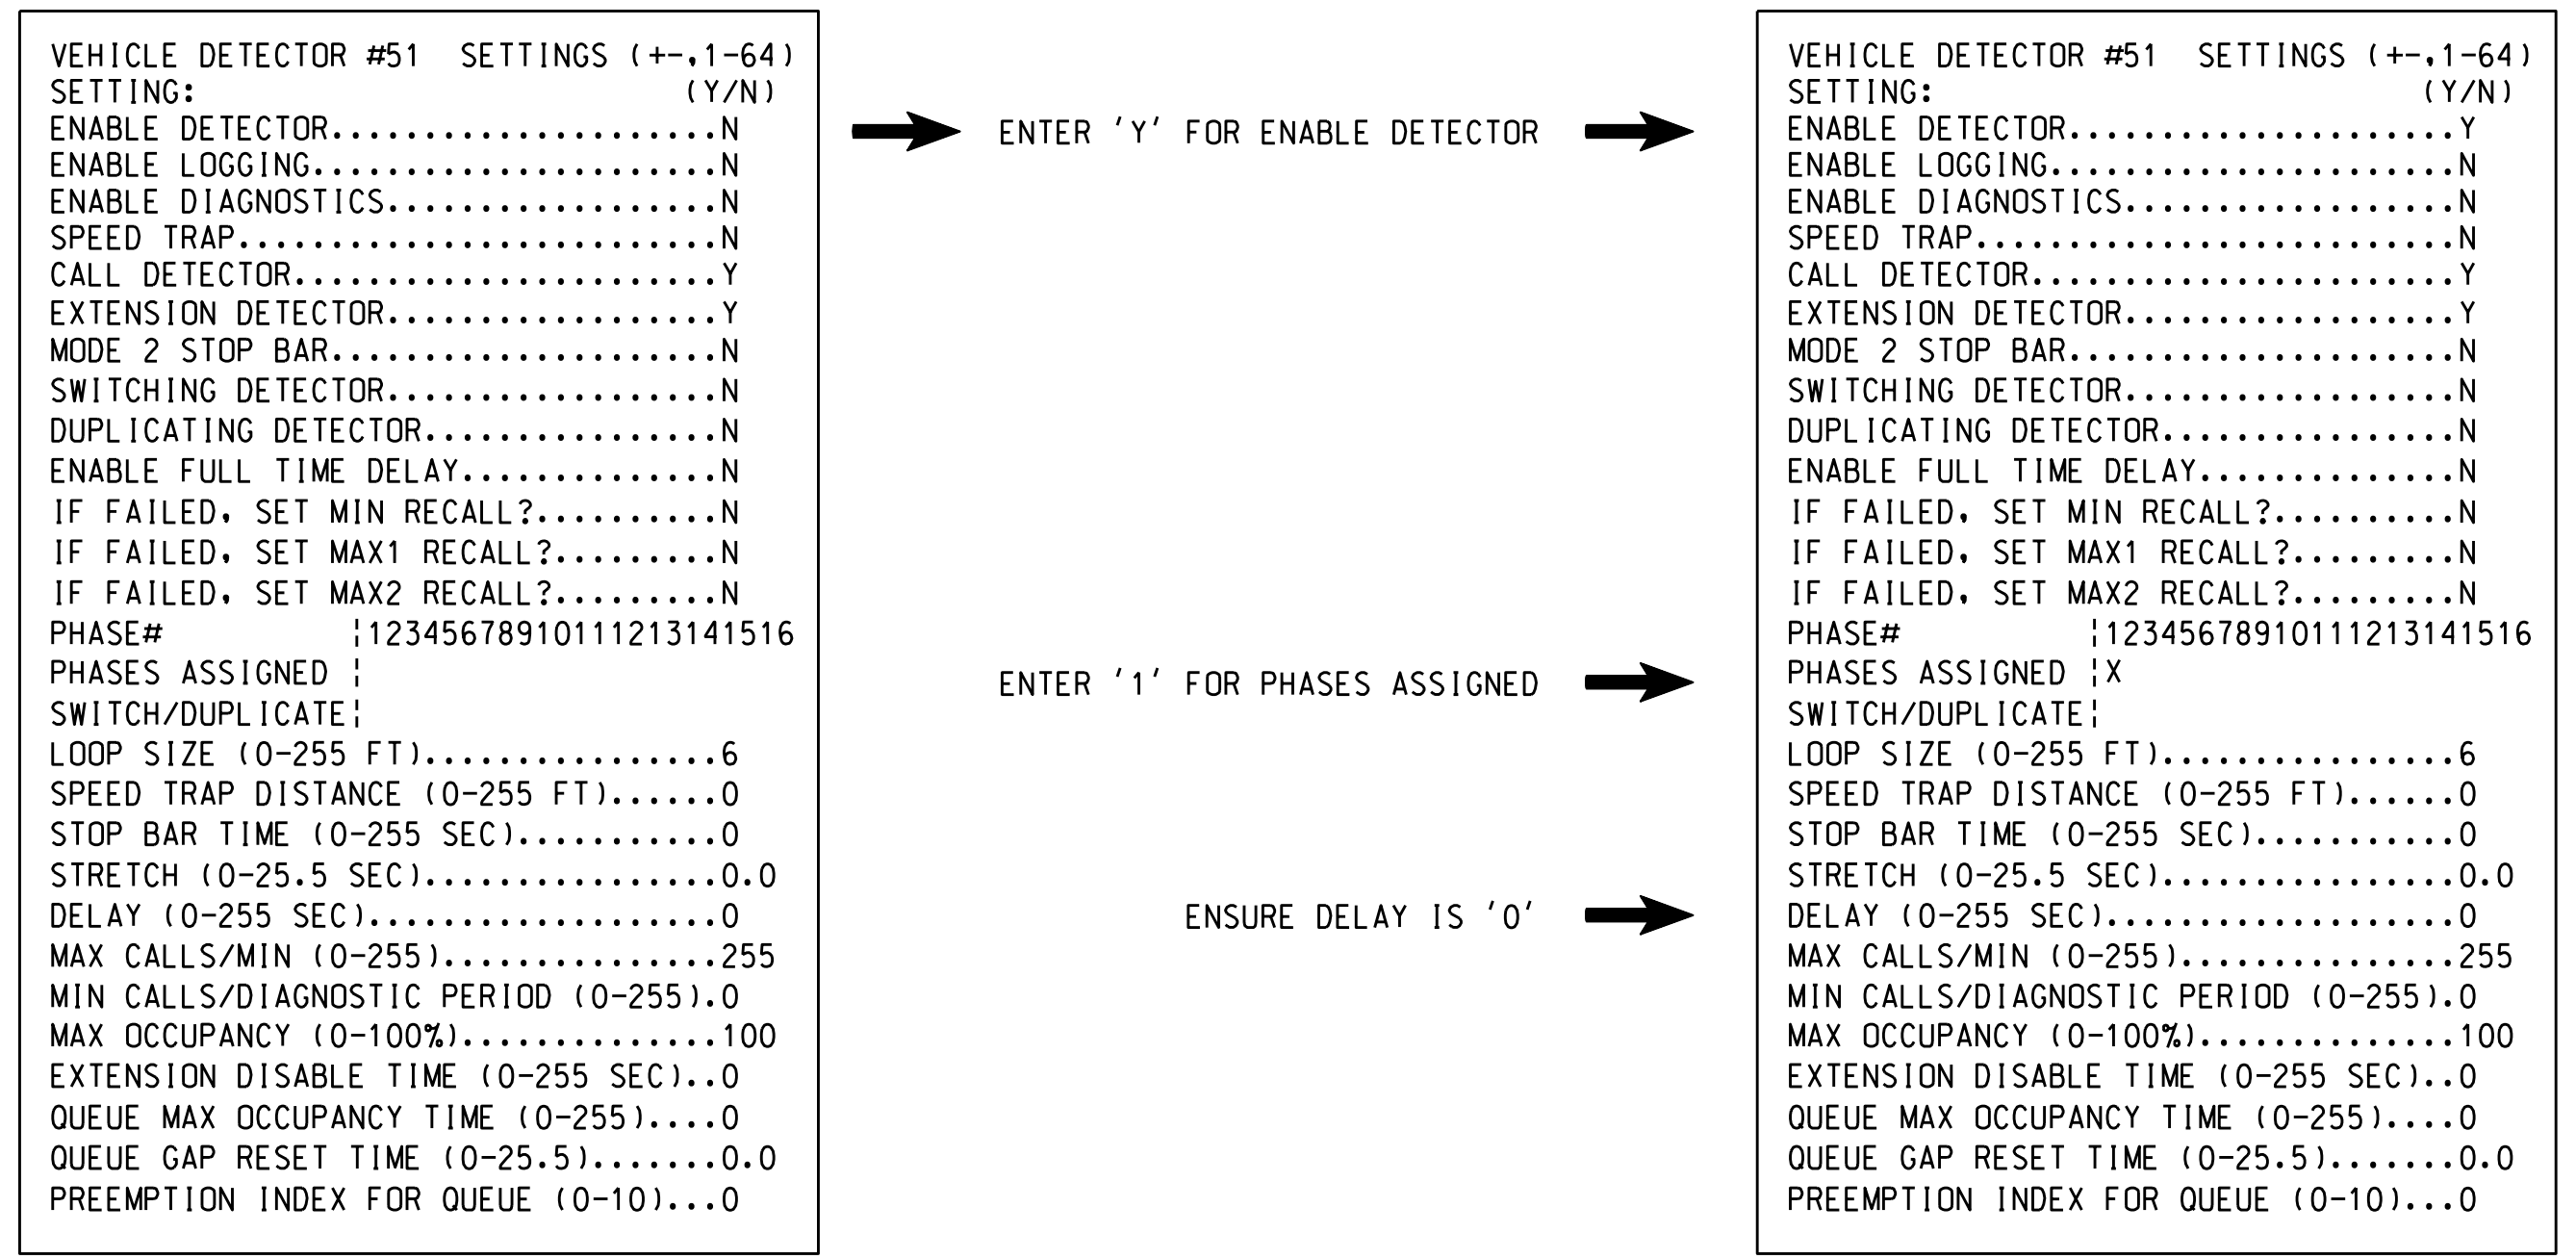 VEHICLE DETECTOR #51  SETTINGS (+-,1-64)
SETTING:                          (Y/N)
ENABLE DETECTOR.....................N
ENABLE LOGGING......................N
ENABLE DIAGNOSTICS..................N
SPEED TRAP..........................N
CALL DETECTOR.......................Y
EXTENSION DETECTOR..................Y
MODE 2 STOP BAR.....................N
SWITCHING DETECTOR..................N
DUPLICATING DETECTOR................N
ENABLE FULL TIME DELAY..............N
IF FAILED, SET MIN RECALL?..........N
IF FAILED, SET MAX1 RECALL?.........N
IF FAILED, SET MAX2 RECALL?.........N
PHASE#          ¦12345678910111213141516
PHASES ASSIGNED ¦
SWITCH/DUPLICATE¦
LOOP SIZE (0-255 FT)................6
SPEED TRAP DISTANCE (0-255 FT)......0
STOP BAR TIME (0-255 SEC)...........0
STRETCH (0-25.5 SEC)................0.0
DELAY (0-255 SEC)...................0
MAX CALLS/MIN (0-255)...............255
MIN CALLS/DIAGNOSTIC PERIOD (0-255).0
MAX OCCUPANCY (0-100%)..............100
EXTENSION DISABLE TIME (0-255 SEC)..0
QUEUE MAX OCCUPANCY TIME (0-255)....0
QUEUE GAP RESET TIME (0-25.5).......0.0
PREEMPTION INDEX FOR QUEUE (0-10)...0
ENTER 'Y' FOR ENABLE DETECTOR
ENTER '1' FOR PHASES ASSIGNED
ENSURE DELAY IS '0'
VEHICLE DETECTOR #51  SETTINGS (+-,1-64)
SETTING:                          (Y/N)
ENABLE DETECTOR.....................Y
ENABLE LOGGING......................N
ENABLE DIAGNOSTICS..................N
SPEED TRAP..........................N
CALL DETECTOR.......................Y
EXTENSION DETECTOR..................Y
MODE 2 STOP BAR.....................N
SWITCHING DETECTOR..................N
DUPLICATING DETECTOR................N
ENABLE FULL TIME DELAY..............N
IF FAILED, SET MIN RECALL?..........N
IF FAILED, SET MAX1 RECALL?.........N
IF FAILED, SET MAX2 RECALL?.........N
PHASE#          ¦12345678910111213141516
PHASES ASSIGNED ¦X
SWITCH/DUPLICATE¦
LOOP SIZE (0-255 FT)................6
SPEED TRAP DISTANCE (0-255 FT)......0
STOP BAR TIME (0-255 SEC)...........0
STRETCH (0-25.5 SEC)................0.0
DELAY (0-255 SEC)...................0
MAX CALLS/MIN (0-255)...............255
MIN CALLS/DIAGNOSTIC PERIOD (0-255).0
MAX OCCUPANCY (0-100%)..............100
EXTENSION DISABLE TIME (0-255 SEC)..0
QUEUE MAX OCCUPANCY TIME (0-255)....0
QUEUE GAP RESET TIME (0-25.5).......0.0
PREEMPTION INDEX FOR QUEUE (0-10)...0